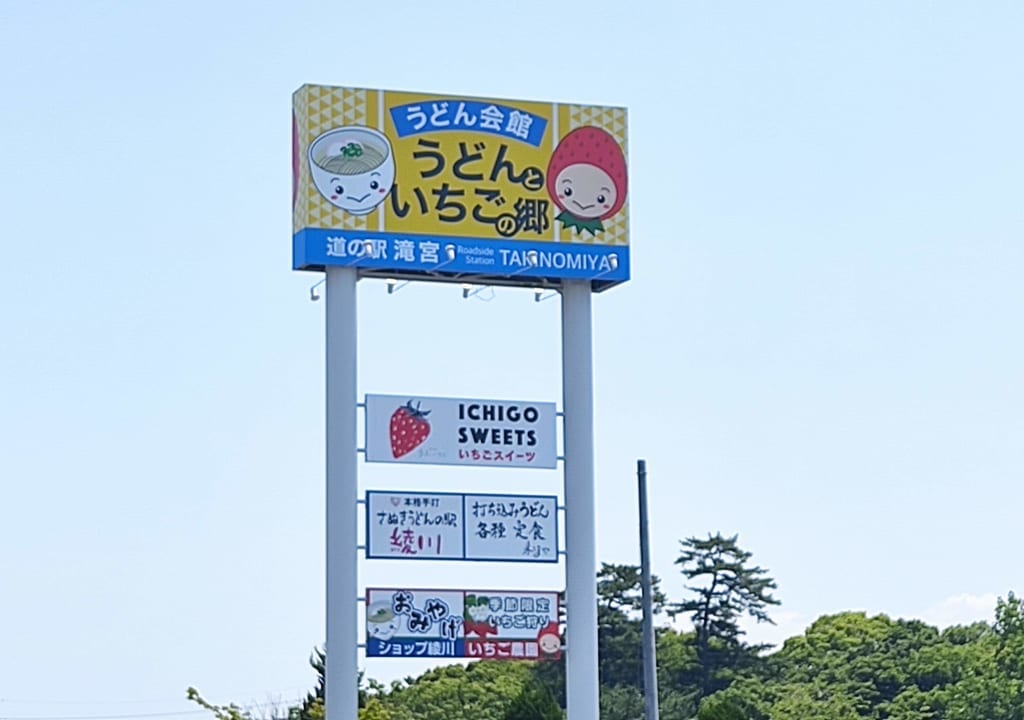 うどん会館
うどんと
いちごの郷
道の駅 滝宮 Roadside Station TAKINOMIYA
ICHIGO
SWEETS
いちごスイーツ
本格手打
さぬきうどんの駅
綾川
打ち込みうどん
各種 定食
おみやげ
ショップ綾川
季節限定
いちご狩り
いちご農園